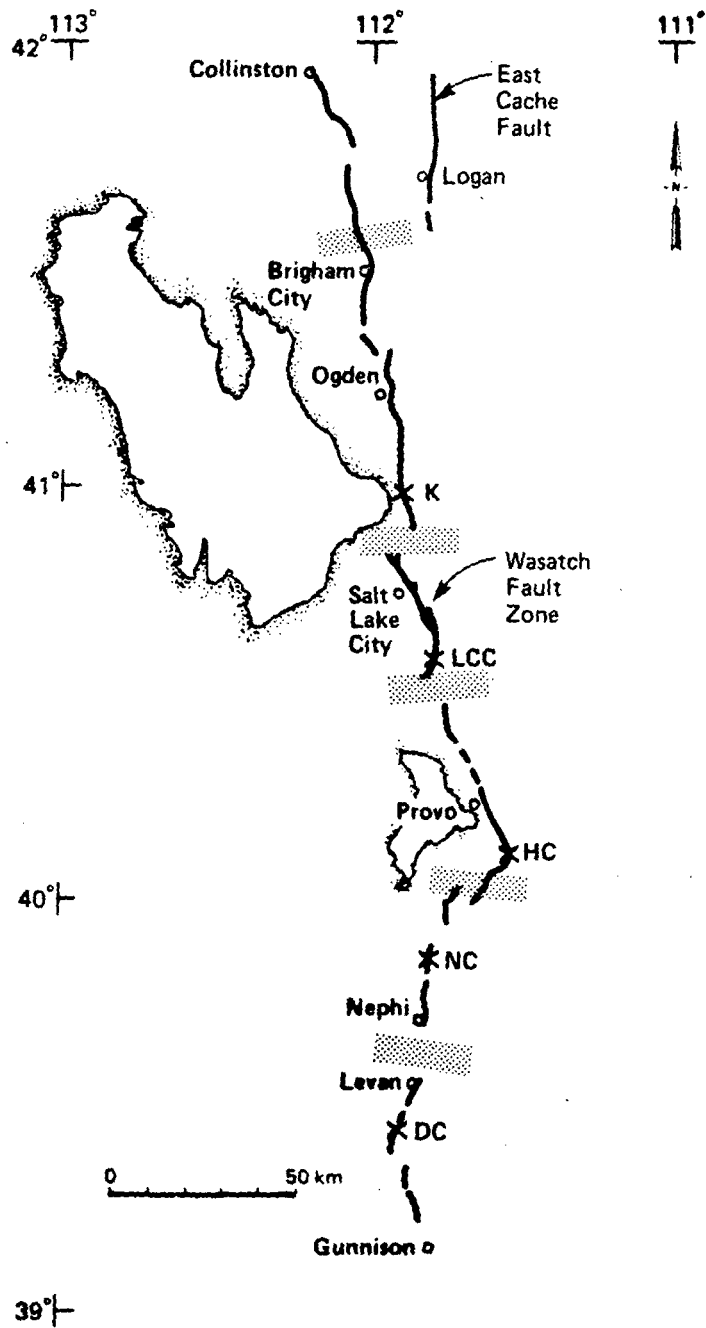 113°
112°
111°
42°
Collinston
East
Cache
Fault
Logan
N
Brigham
City
Ogden
41°
K
Wasatch
Fault
Zone
Salt
Lake
City
LCC
Provo
HC
40°
NC
Nephi
Levan
DC
0 50 km
Gunnison
39°